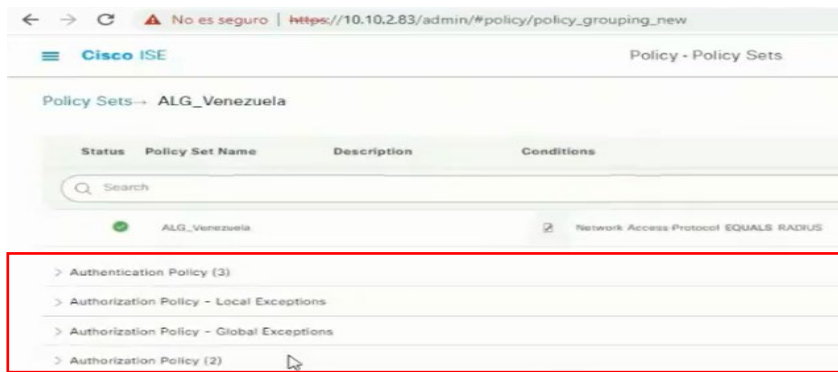 No es seguro | https://10.10.2.83/admin/#policy/policy_grouping_new
Cisco ISE Policy - Policy Sets
Policy Sets→ ALG_Venezuela
Status Policy Set Name Description Conditions
Search
ALG_Venezuela Network Access-Protocol EQUALS RADIUS
> Authentication Policy (3)
> Authorization Policy - Local Exceptions
> Authorization Policy - Global Exceptions
> Authorization Policy (2)